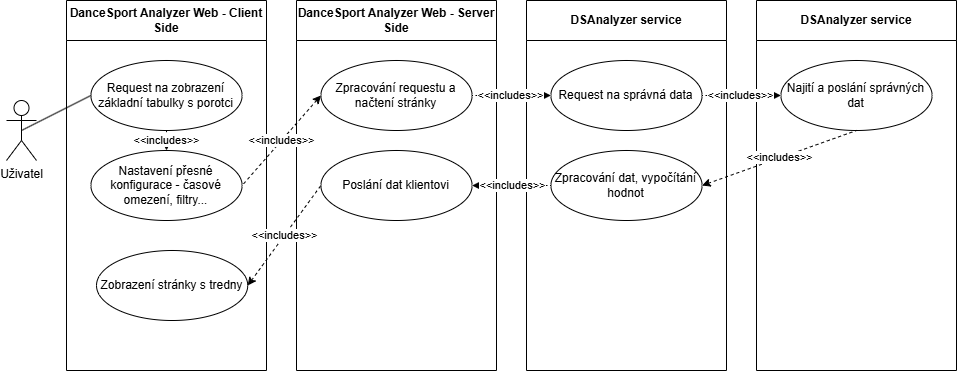 DanceSport Analyzer Web - Client
Side
DanceSport Analyzer Web - Server
Side
DSAnalyzer service
DSAnalyzer service
Request na zobrazení
základní tabulky s porotci
Zpracování requestu a
načtení stránky
<<includes>>
Request na správná data
<<includes>>
Najití a poslání správných
dat
<<includes>>
<<includes>>
<<includes>>
Uživatel
Nastavení přesné
konfigurace - časové
omezení, filtry...
Poslání dat klientovi
<<includes>>
Zpracování dat, vypočítání
hodnot
<<includes>>
Zobrazení stránky s tredny